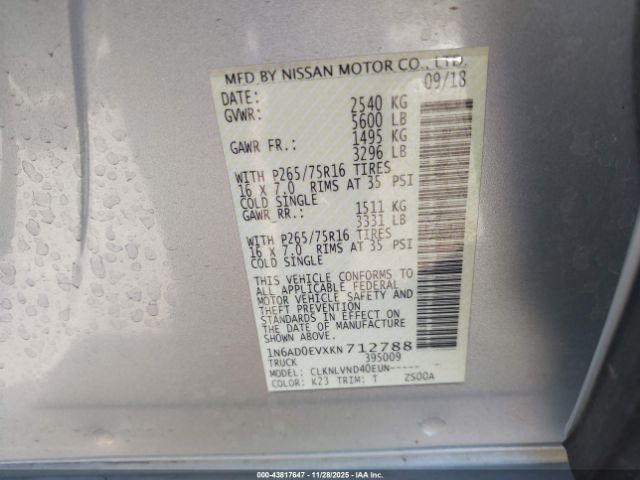 MFD BY NISSAN MOTOR CO., LTD.
DATE: 09/18
GVWR: 2540 KG
5600 LB
GAWR FR.: 1495 KG
3296 LB
WITH P265/75R16 TIRES
16 X 7.0 RIMS AT 35 PSI
COLD SINGLE
GAWR RR.: 1511 KG
3331 LB
WITH P265/75R16 TIRES
16 X 7.0 RIMS AT 35 PSI
COLD SINGLE
THIS VEHICLE CONFORMS TO
ALL APPLICABLE FEDERAL
MOTOR VEHICLE SAFETY AND
THEFT PREVENTION
STANDARDS IN EFFECT ON
THE DATE OF MANUFACTURE
SHOWN ABOVE.
1N6AD0EVXKN712788
TRUCK 395009
MODEL: CLKNLVND40EUN-----
COLOR: K23 TRIM: T 2500A
000-43817647 - 11/28/2025 - IAA Inc.